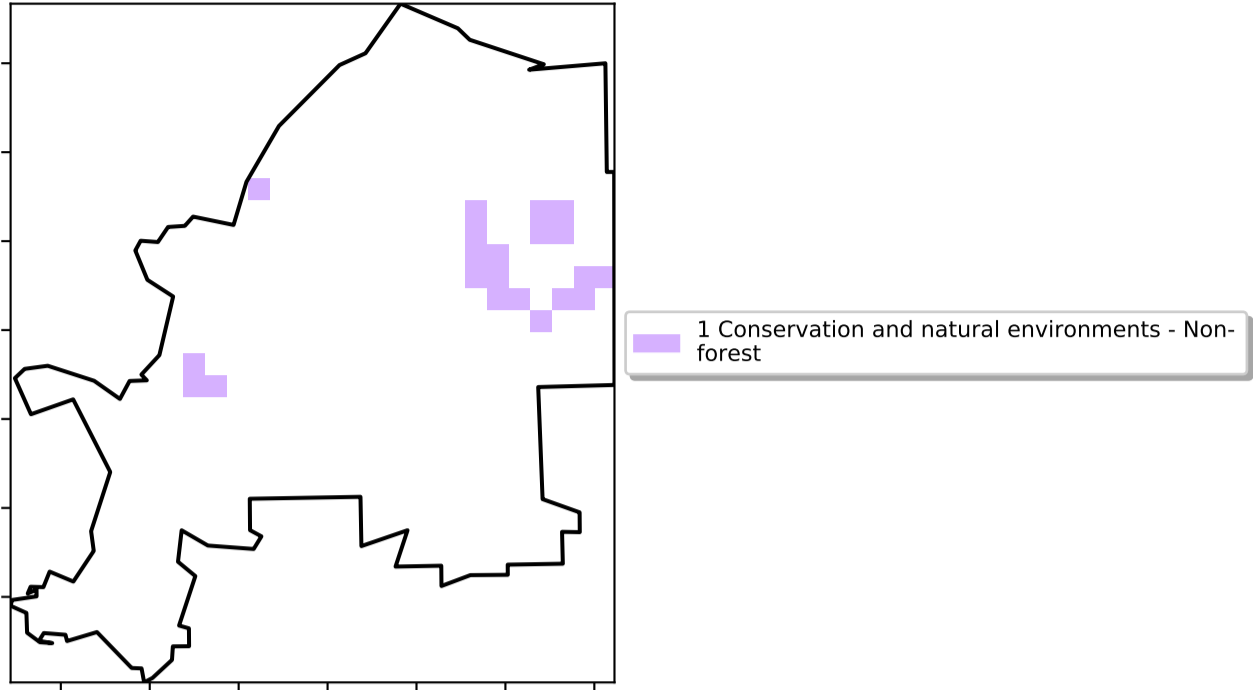 1 Conservation and natural environments - Non-
forest